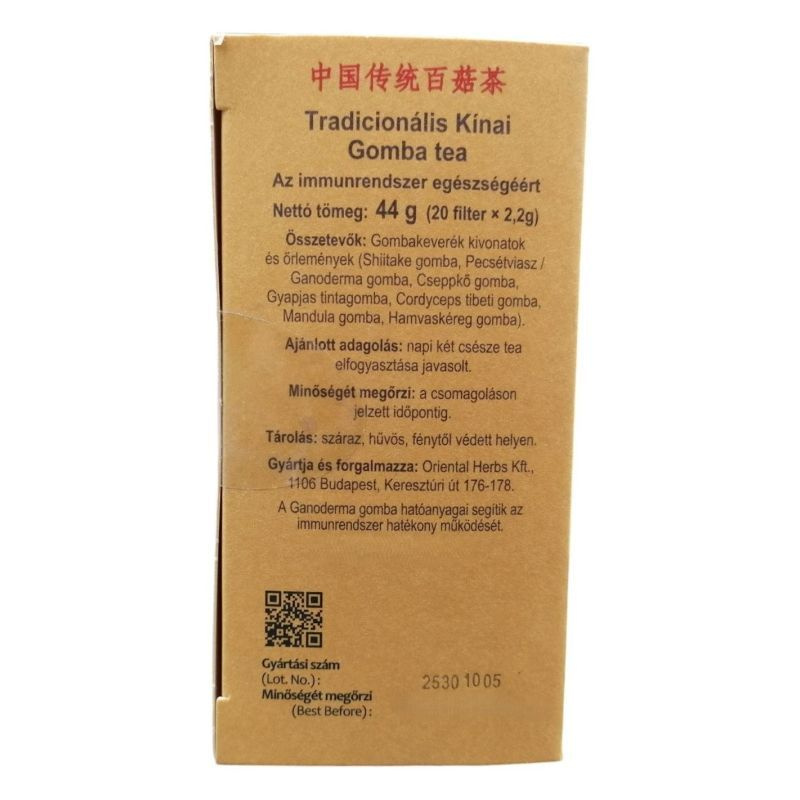 中国传统百菇茶
Tradicionális Kínai
Gomba tea
Az immunrendszer egészségéért
Nettó tömeg: 44 g (20 filter × 2,2g)
Összetevők: Gombakeverék kivonatok
és őrlemények (Shiitake gomba, Pecsétviasz /
Ganoderma gomba, Cseppkő gomba,
Gyapjas tintagomba, Cordyceps tibeti gomba,
Mandula gomba, Hamvaskéreg gomba).
Ajánlott adagolás: napi két csésze tea
elfogyasztása javasolt.
Minőségét megőrzi: a csomagoláson
jelzett időpontig.
Tárolás: száraz, hűvös, fénytől védett helyen.
Gyártja és forgalmazza: Oriental Herbs Kft.,
1106 Budapest, Keresztúri út 176-178.
A Ganoderma gomba hatóanyagai segítik az
immunrendszer hatékony működését.
Gyártási szám
(Lot. No.) :
2530 10 05
Minőségét megőrzi
(Best Before) :